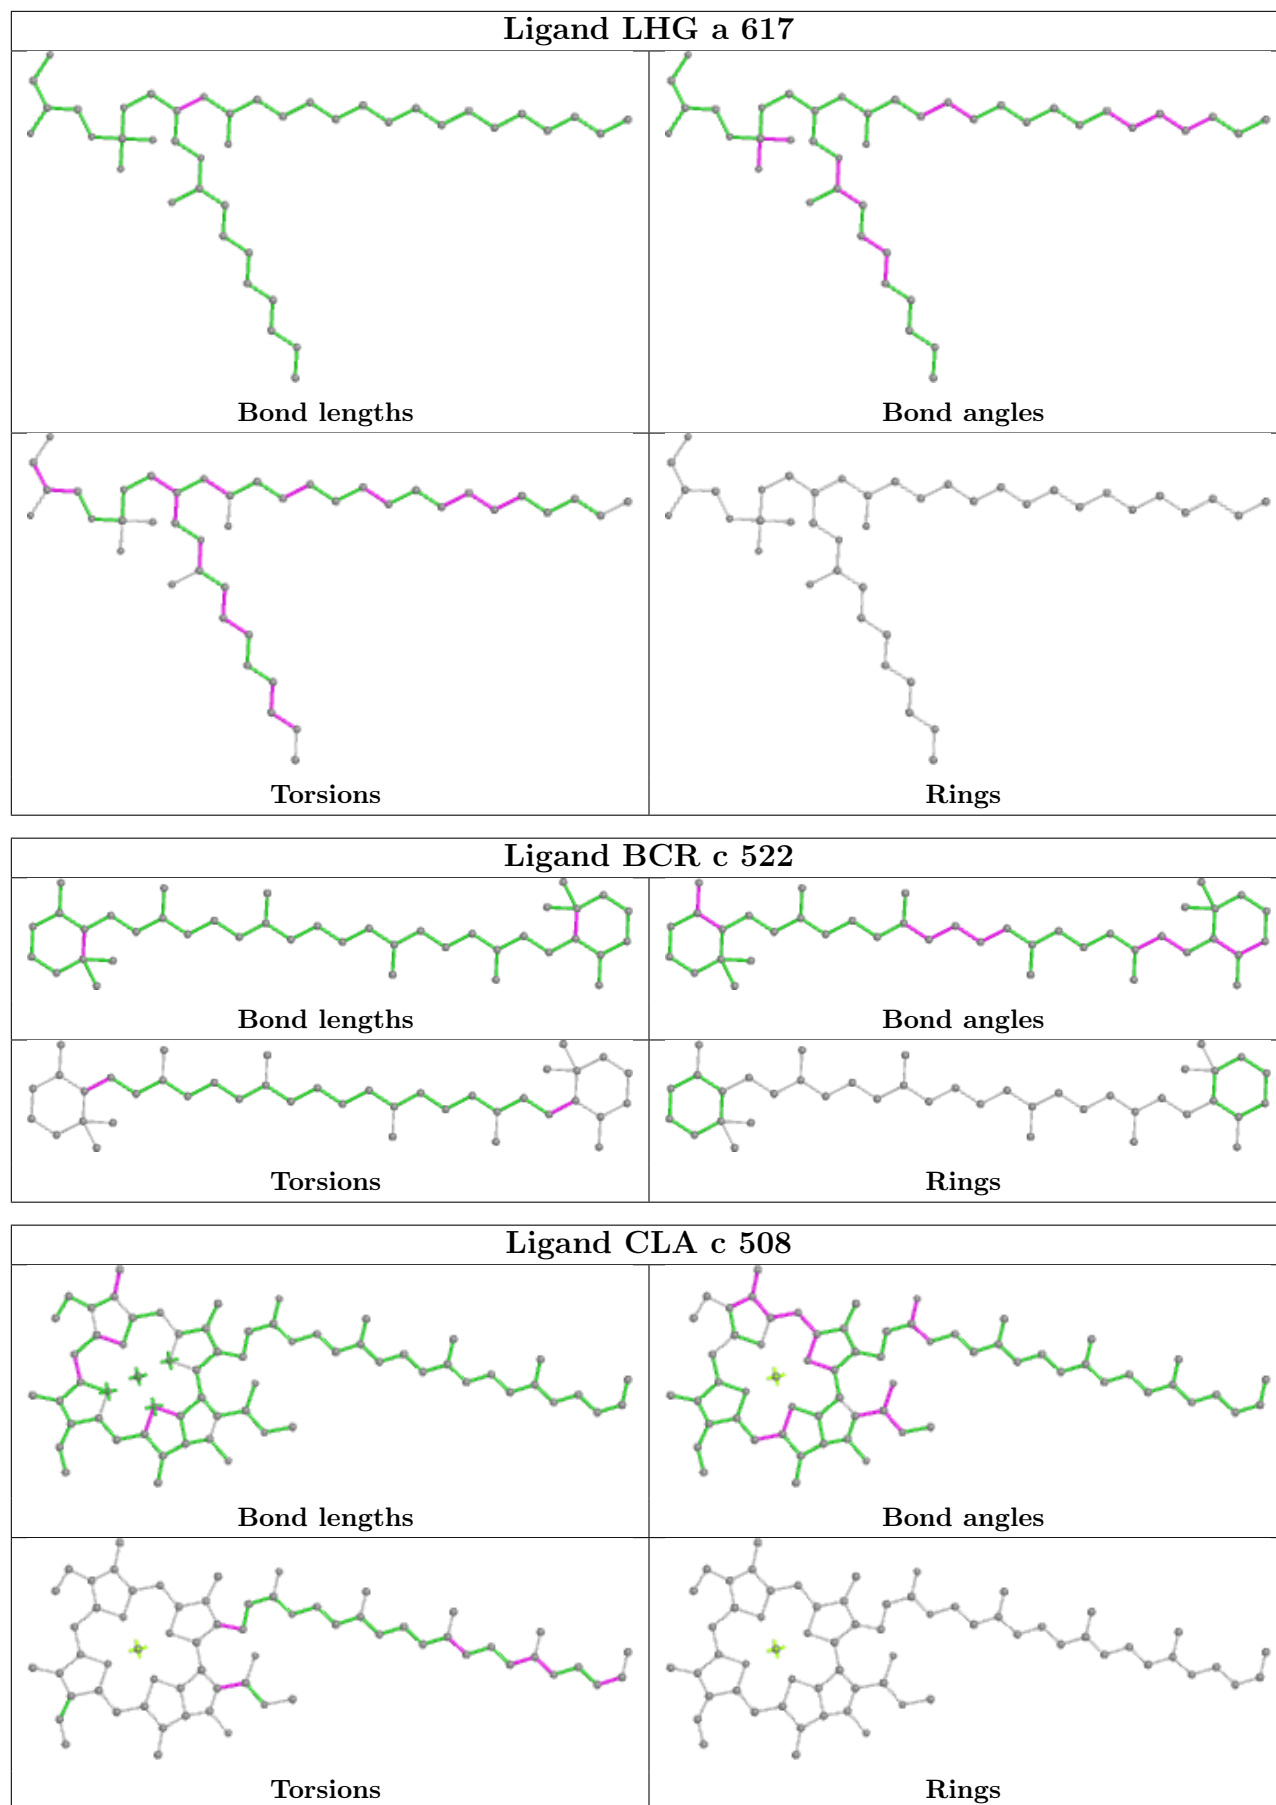 Ligand LHG a 617
Bond lengths
Bond angles
Torsions
Rings
Ligand BCR c 522
Bond lengths
Bond angles
Torsions
Rings
Ligand CLA c 508
Bond lengths
Bond angles
Torsions
Rings